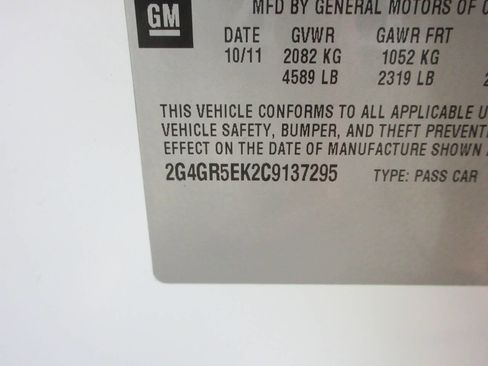 MFD BY GENERAL MOTORS OF
GM
DATE GVWR GAWR FRT
10/11 2082 KG 1052 KG
4589 LB 2319 LB
THIS VEHICLE CONFORMS TO ALL APPLICABLE U
VEHICLE SAFETY, BUMPER, AND THEFT PREVENT
EFFECT ON THE DATE OF MANUFACTURE SHOWN
2G4GR5EK2C9137295 TYPE: PASS CAR